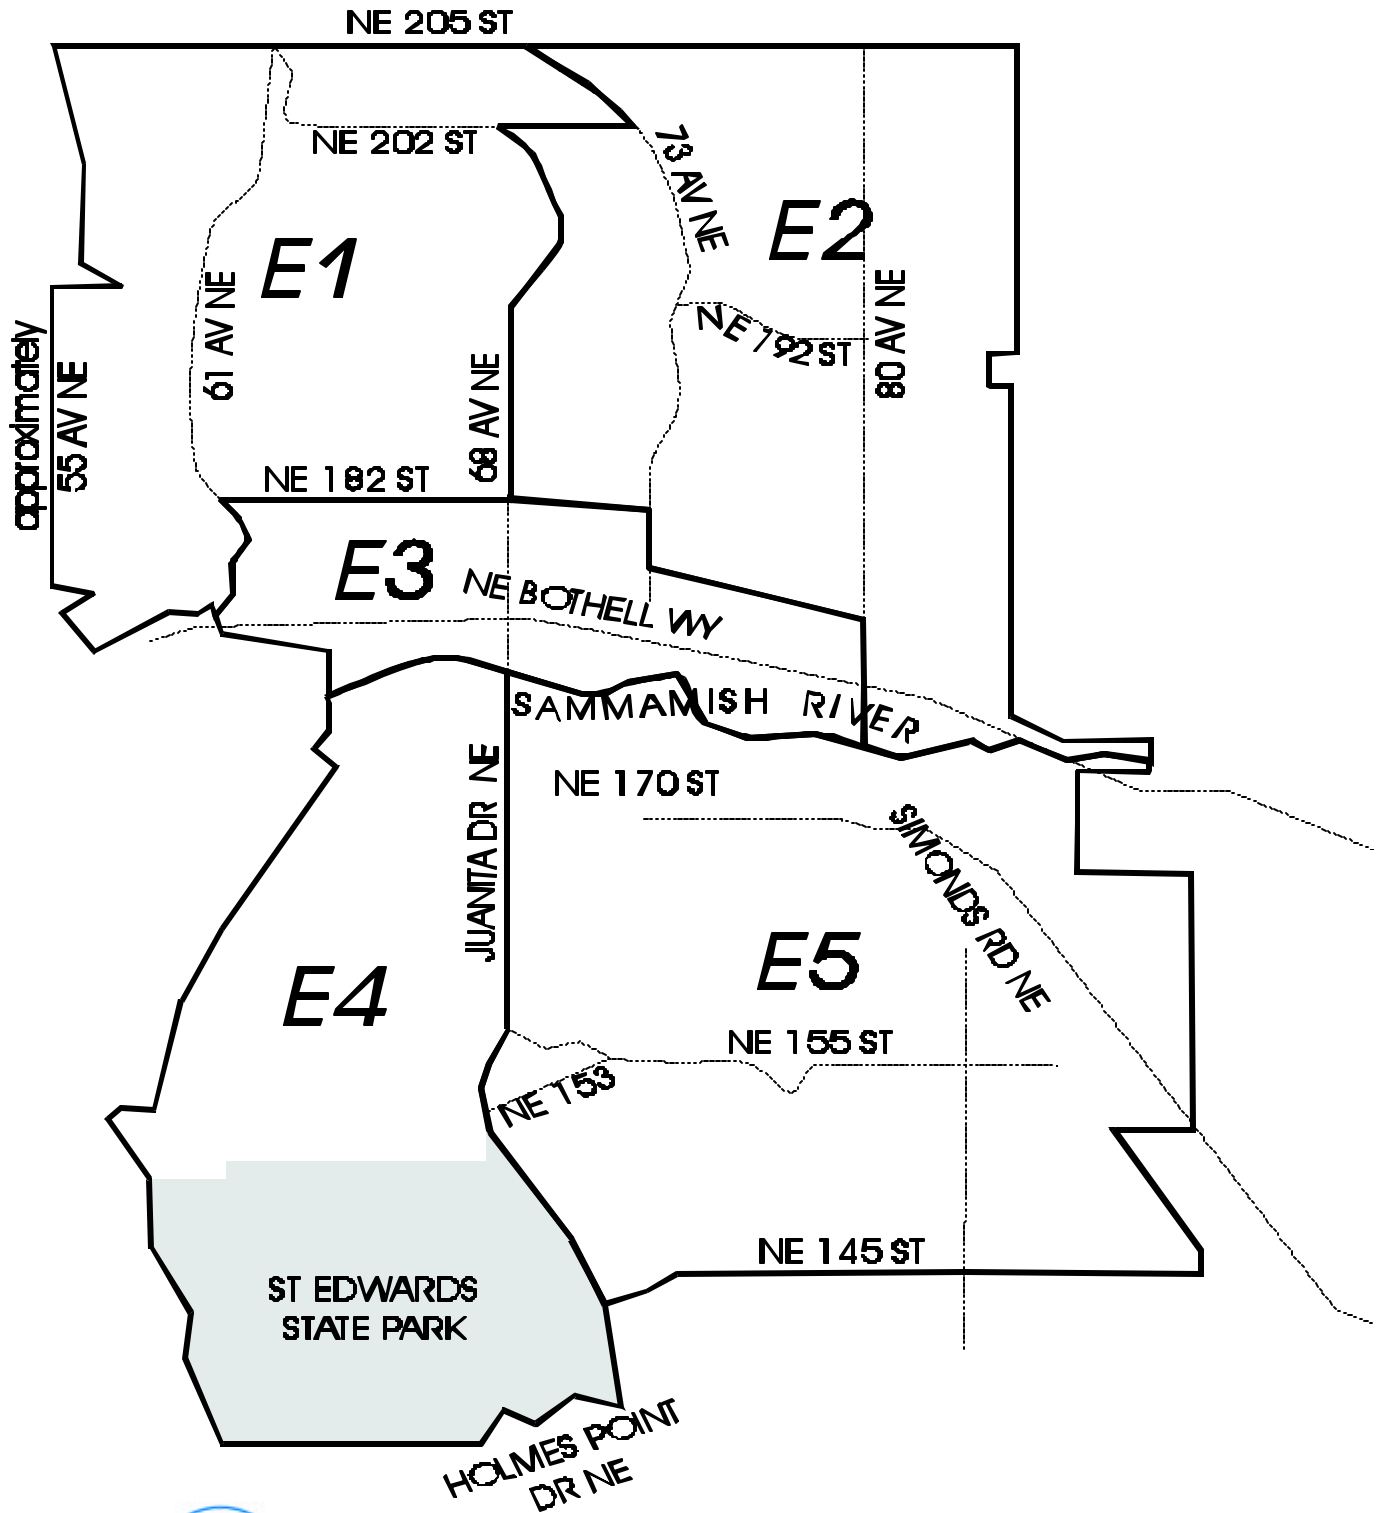 NE 205 ST
NE 202 ST
73 AV NE
E1
E2
61 AV NE
80 AV NE
NE 192 ST
approximately
55 AV NE
68 AV NE
NE 182 ST
E3
NE BOTHELL WY
SAMMAMISH RIVER
JUANITA DR NE
NE 170 ST
SIMONDS RD NE
E4
E5
NE 155 ST
NE 153
NE 145 ST
ST EDWARDS
STATE PARK
HOLMES POINT
DR NE